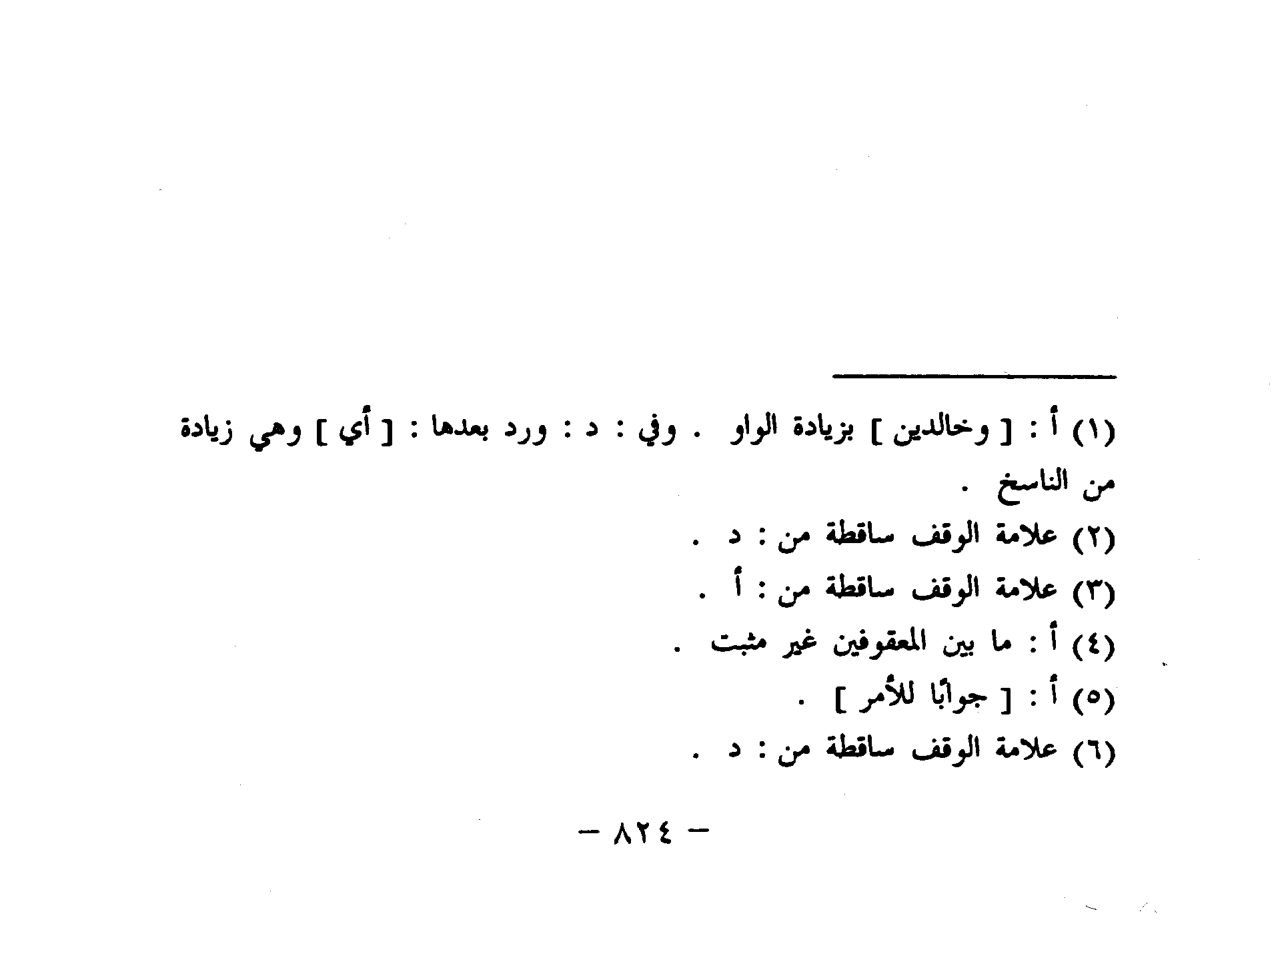 (١) أ : [ وخالدين ] بزيادة الواو . وفي : د : ورد بعدها : [ أي ] وهي زيادة
من الناسخ .
(٢) علامة الوقف ساقطة من : د .
(٣) علامة الوقف ساقطة من : أ .
(٤) أ : ما بين المعقوفين غير مثبت .
(٥) أ : [ جوابًا للأمر ] .
(٦) علامة الوقف ساقطة من : د .
– ٨٢٤ –